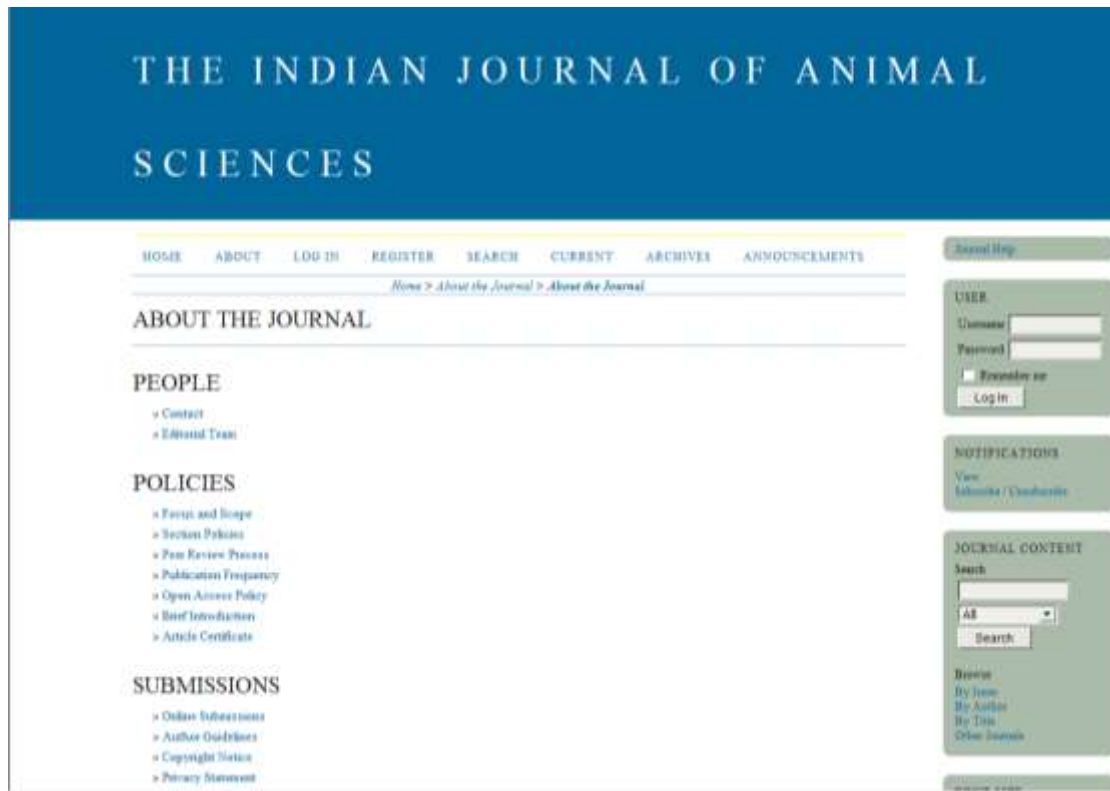 THE INDIAN JOURNAL OF ANIMAL
SCIENCES
HOME ABOUT LOG IN REGISTER SEARCH CURRENT ARCHIVES ANNOUNCEMENTS
Home > About the Journal > About the Journal
ABOUT THE JOURNAL
PEOPLE
» Contact
» Editorial Team
POLICIES
» Focus and Scope
» Section Policies
» Peer Review Process
» Publication Frequency
» Open Access Policy
» Brief Introduction
» Article Certificate
SUBMISSIONS
» Online Submissions
» Author Guidelines
» Copyright Notice
» Privacy Statement
Journal Help
USER
Username
Password
Remember me
Log In
NOTIFICATIONS
View
Subscribe / Unsubscribe
JOURNAL CONTENT
Search
All
Search
Browse
By Issue
By Author
By Title
Other Journals